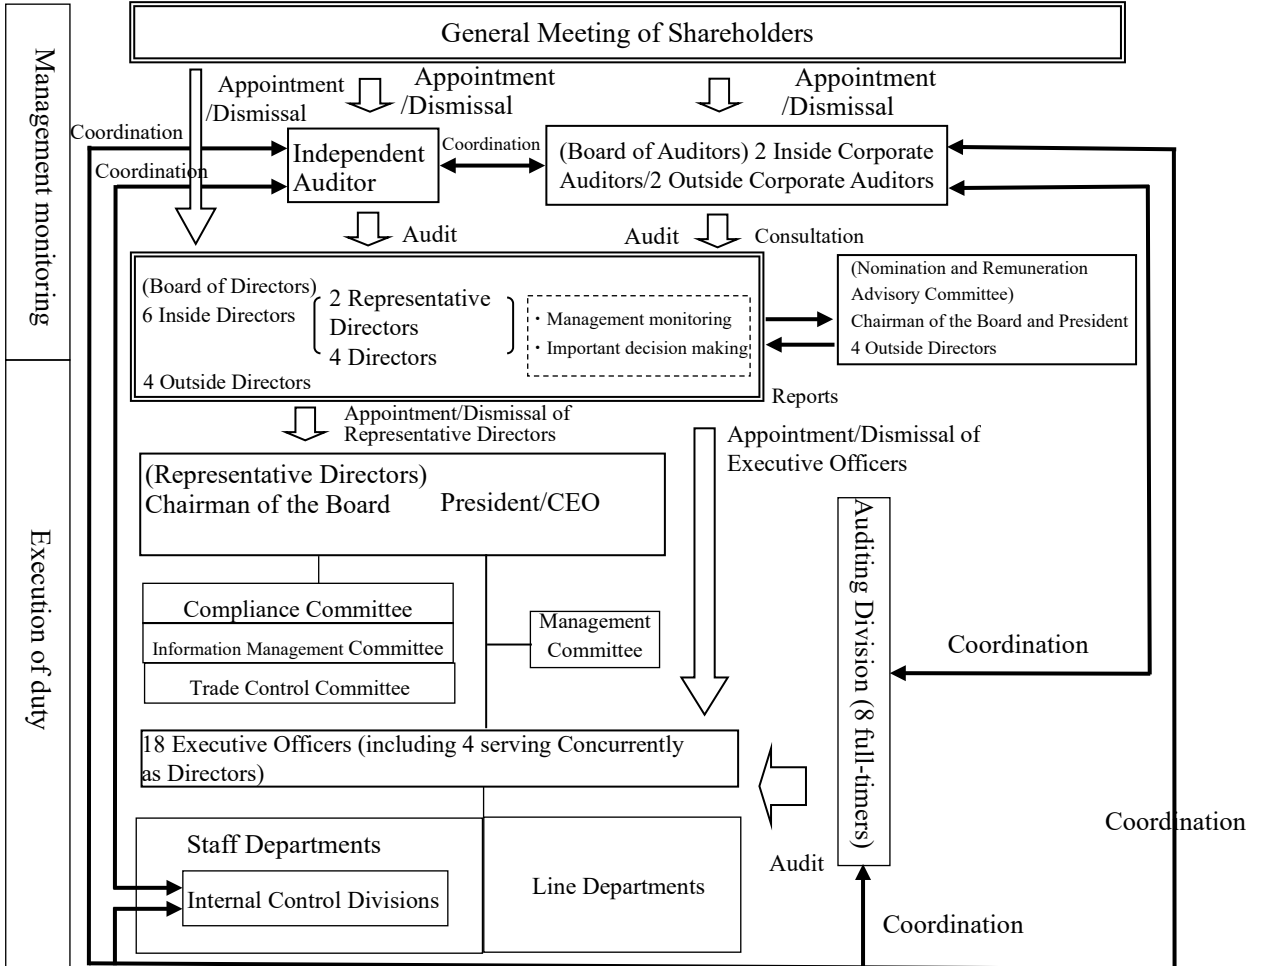 General Meeting of Shareholders
Management monitoring
Appointment
/Dismissal
Appointment
/Dismissal
Appointment
/Dismissal
Coordination
Coordination
Independent
Auditor
Coordination
(Board of Auditors) 2 Inside Corporate
Auditors/2 Outside Corporate Auditors
Audit
Audit
Consultation
(Board of Directors)
6 Inside Directors
2 Representative
Directors
4 Directors
4 Outside Directors
・Management monitoring
・Important decision making
(Nomination and Remuneration
Advisory Committee)
Chairman of the Board and President
4 Outside Directors
Reports
Appointment/Dismissal of
Representative Directors
Appointment/Dismissal of
Executive Officers
Execution of duty
(Representative Directors)
Chairman of the Board
President/CEO
Compliance Committee
Information Management Committee
Trade Control Committee
Management
Committee
Auditing Division (8 full-timers)
Coordination
18 Executive Officers (including 4 serving Concurrently
as Directors)
Coordination
Audit
Staff Departments
Internal Control Divisions
Line Departments
Coordination